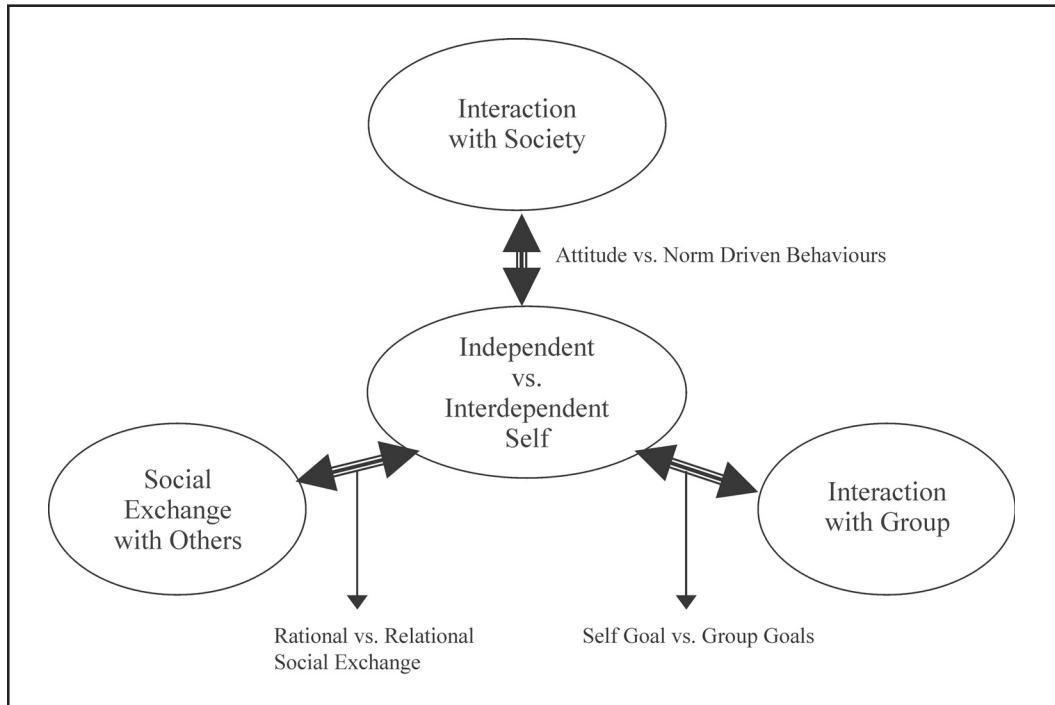 Interaction
with Society
Attitude vs. Norm Driven Behaviours
Independent
vs.
Interdependent
Self
Social
Exchange
with Others
Interaction
with Group
Rational vs. Relational
Social Exchange
Self Goal vs. Group Goals